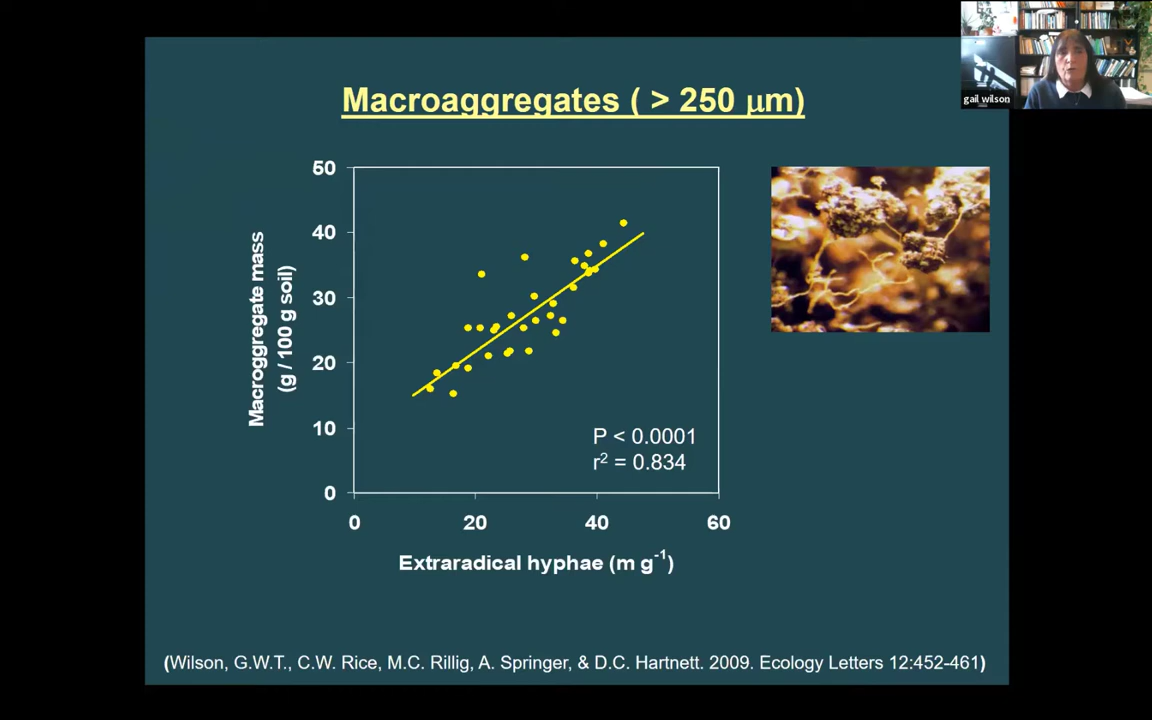 gail wilson
Macroaggregates ( > 250 µm)
50
40
30
20
10
0
Macroggregate mass
(g / 100 g soil)
P < 0.0001
r² = 0.834
0 20 40 60
Extraradical hyphae (m g⁻¹)
(Wilson, G.W.T., C.W. Rice, M.C. Rillig, A. Springer, & D.C. Hartnett. 2009. Ecology Letters 12:452-461)